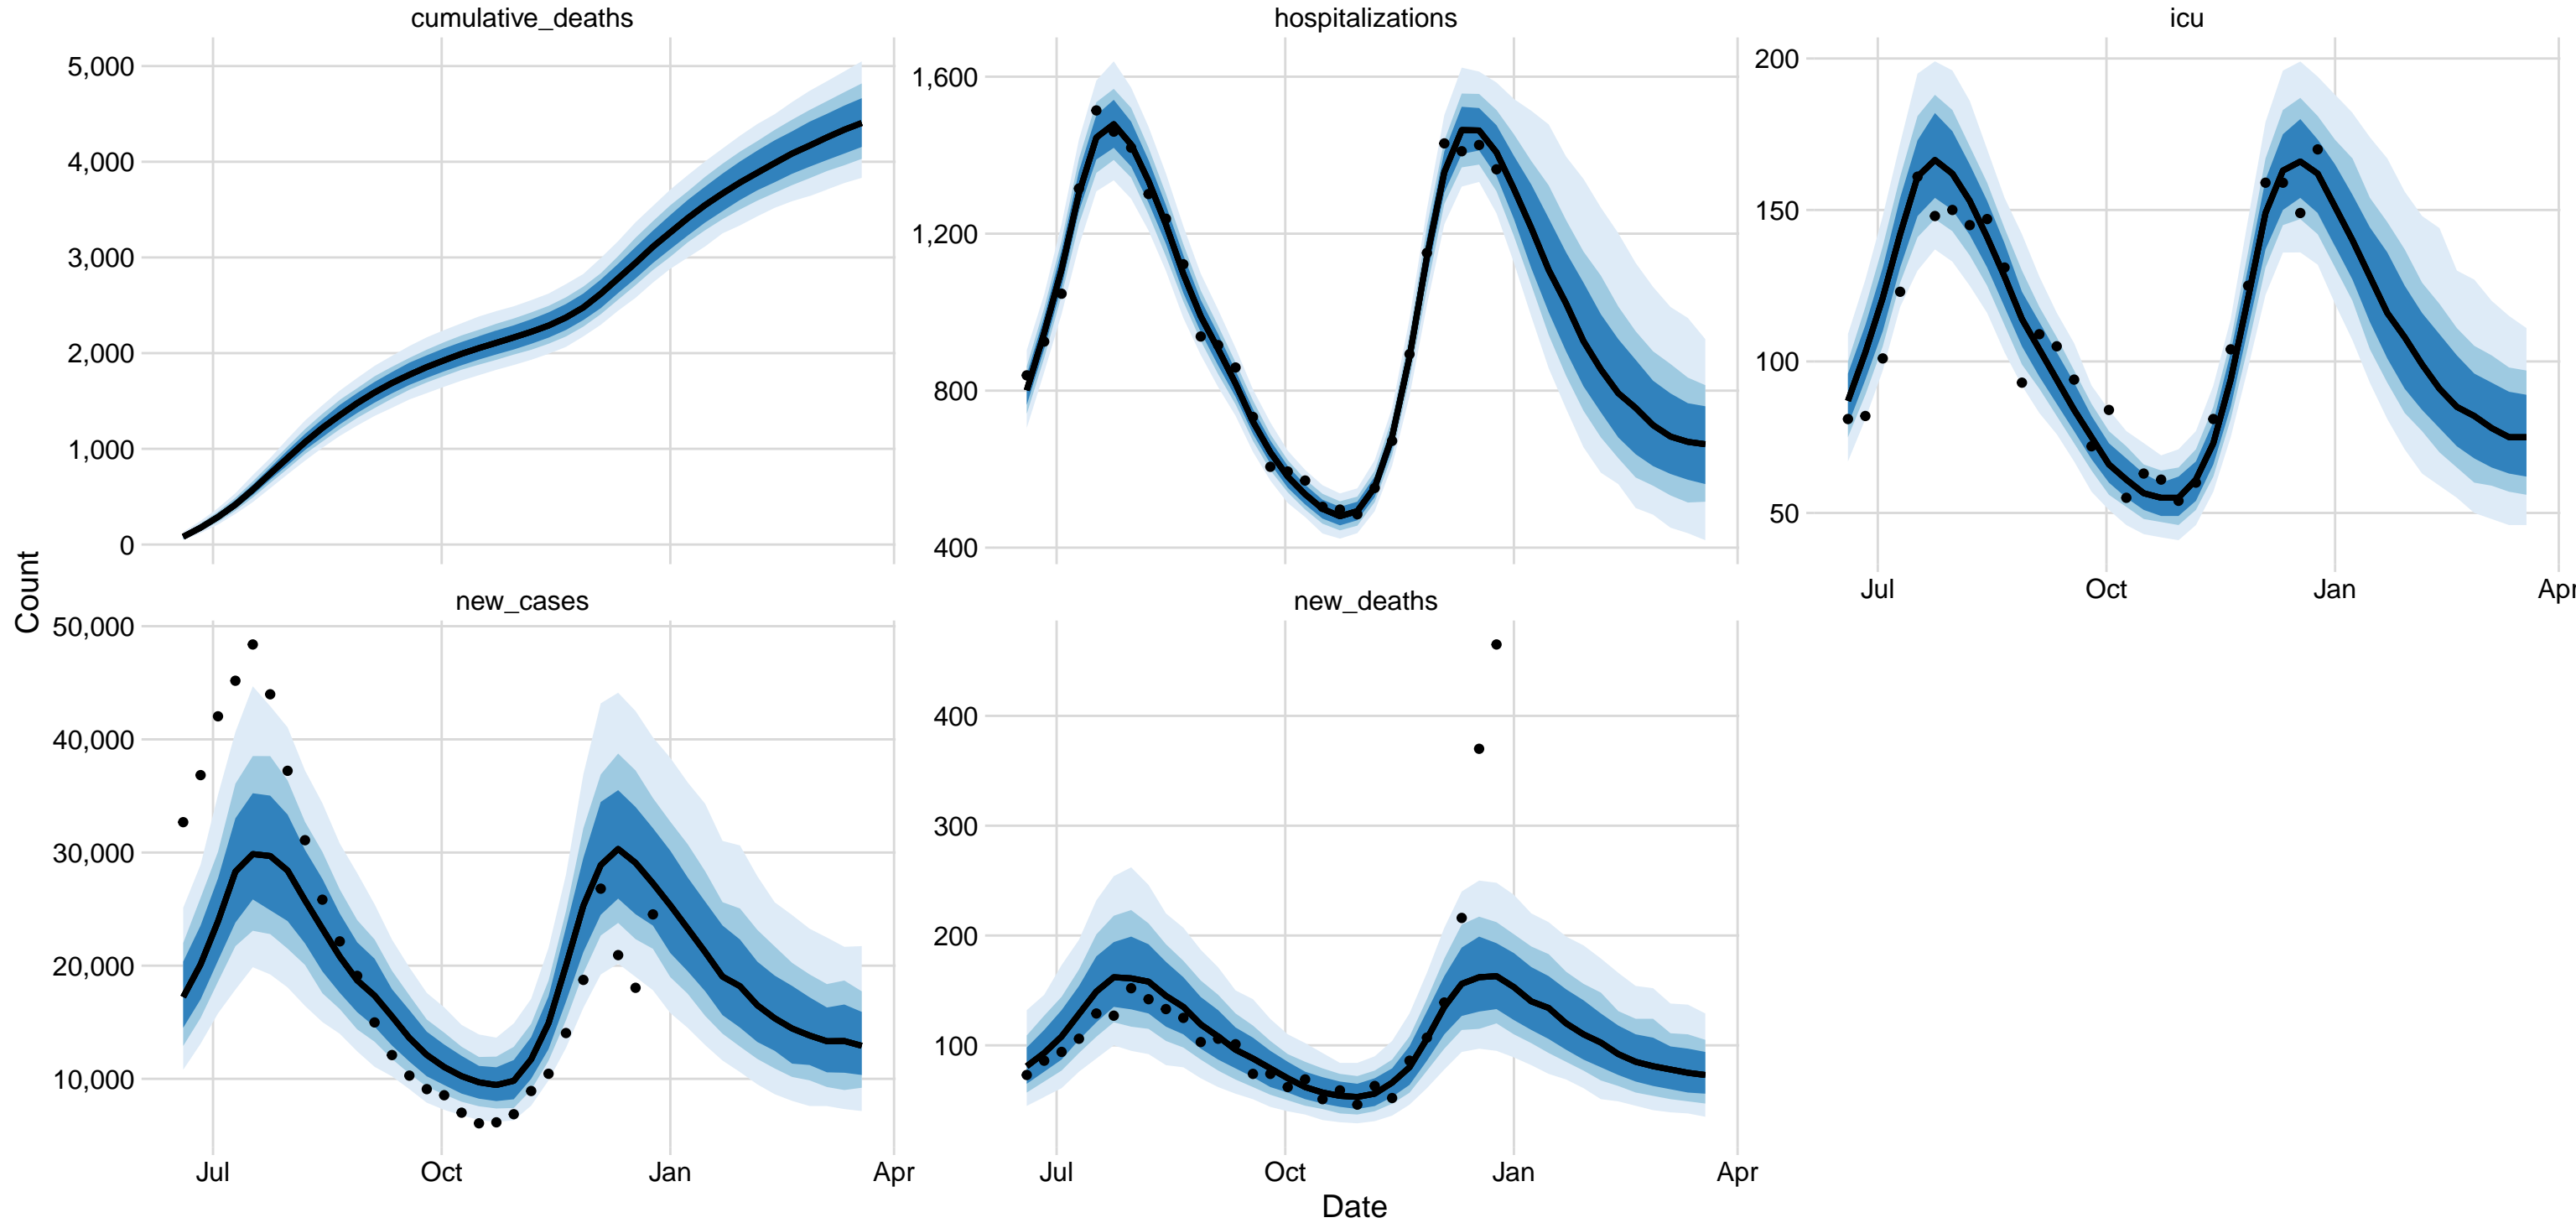 cumulative_deaths
hospitalizations
icu
5,000
4,000
3,000
2,000
1,000
0
1,600
1,200
800
400
200
150
100
50
Jul
Oct
Jan
Apr
Count
new_cases
new_deaths
50,000
40,000
30,000
20,000
10,000
400
300
200
100
Jul
Oct
Jan
Apr
Jul
Oct
Jan
Apr
Date